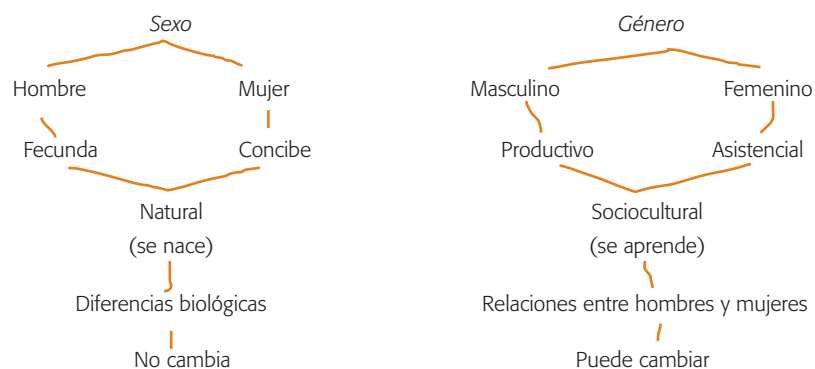 Sexo
Hombre Mujer
Fecunda Concibe
Natural
(se nace)
Diferencias biológicas
No cambia
Género
Masculino Femenino
Productivo Asistencial
Sociocultural
(se aprende)
Relaciones entre hombres y mujeres
Puede cambiar